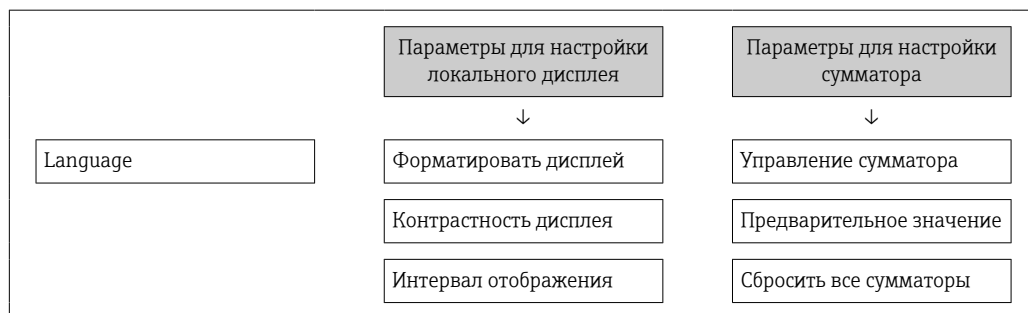 Параметры для настройки
локального дисплея
Параметры для настройки
сумматора
↓
↓
Language
Форматировать дисплей
Управление сумматора
Контрастность дисплея
Предварительное значение
Интервал отображения
Сбросить все сумматоры